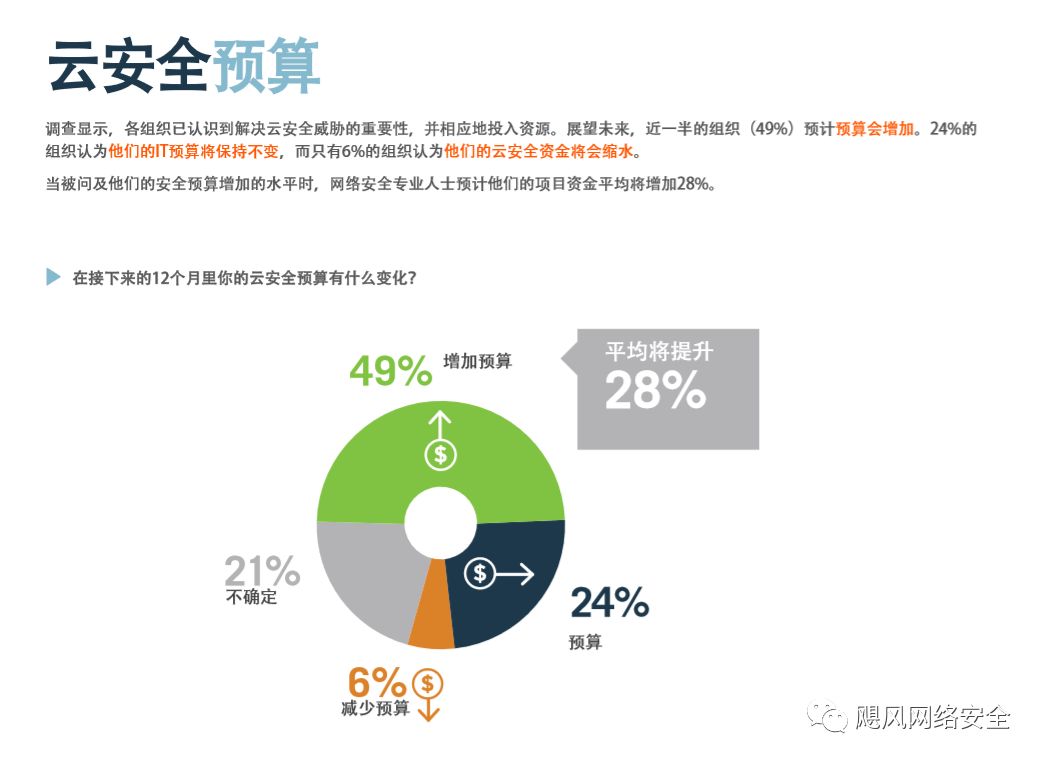 云安全预算
调查显示，各组织已认识到解决云安全威胁的重要性，并相应地投入资源。展望未来，近一半的组织（49%）预计预算会增加。24%的
组织认为他们的IT预算将保持不变，而只有6%的组织认为他们的云安全资金将会缩水。
当被问及他们的安全预算增加的水平时，网络安全专业人士预计他们的项目资金平均将增加28%。
在接下来的12个月里你的云安全预算有什么变化？
49% 增加预算
平均将提升
28%
$
$
21%
不确定
24%
预算
6% $
减少预算
飓风网络安全